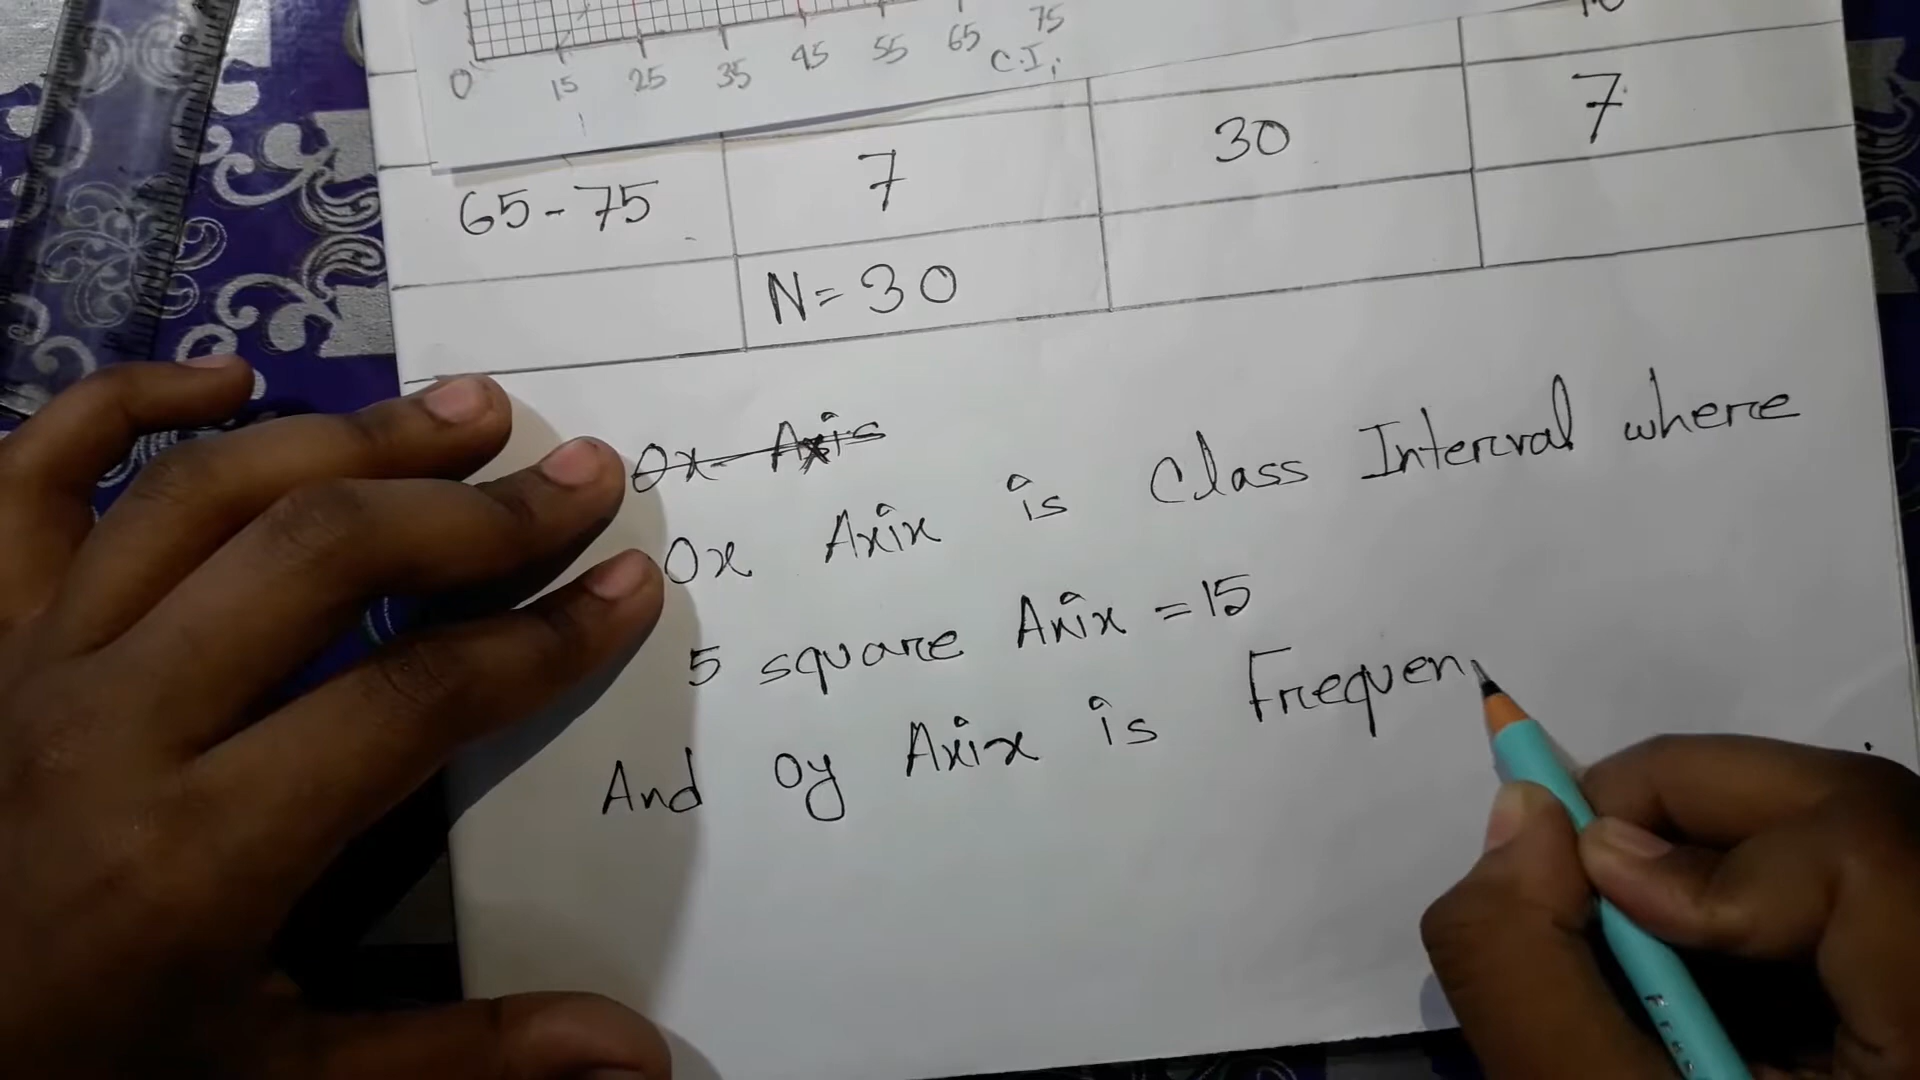 0 15 25 35 45 55 65 75
C.I.
7
65-75 7 30
N=30
Ox Axis
Ox Axix is Class Interval where
5 square Axix =15
And oy Axix is Frequen